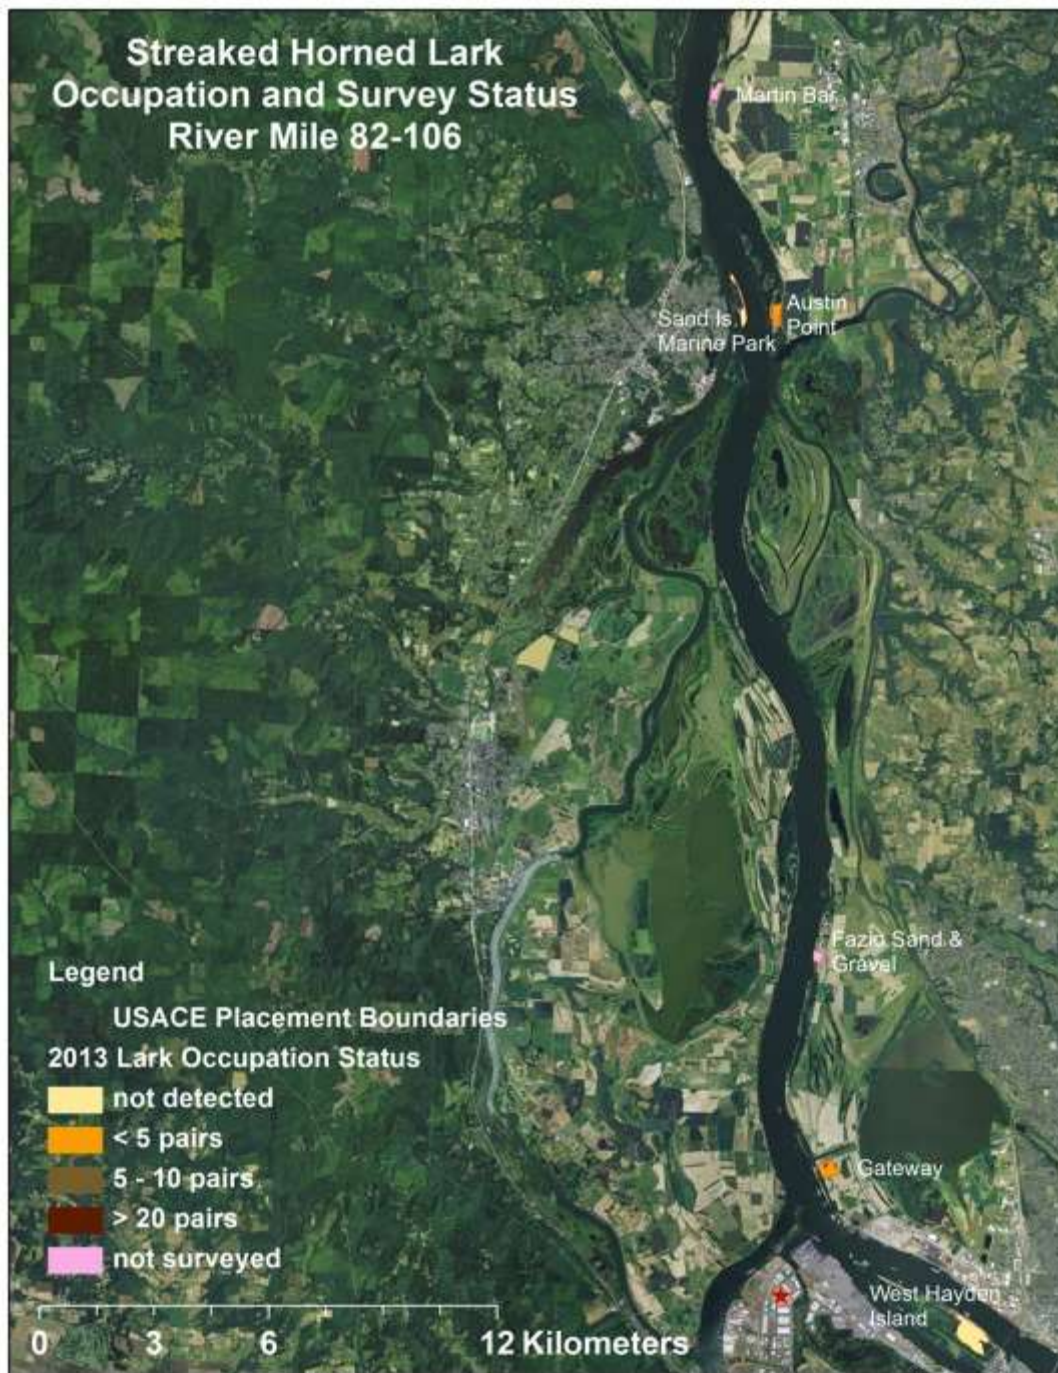 Streaked Horned Lark
Occupation and Survey Status
River Mile 82-106
Martin Bar
Sand Is.
Marine Park
Austin
Point
Fazio Sand &
Gravel
Gateway
West Hayden
Island
Legend
USACE Placement Boundaries
2013 Lark Occupation Status
not detected
< 5 pairs
5 - 10 pairs
> 20 pairs
not surveyed
0 3 6 12 Kilometers